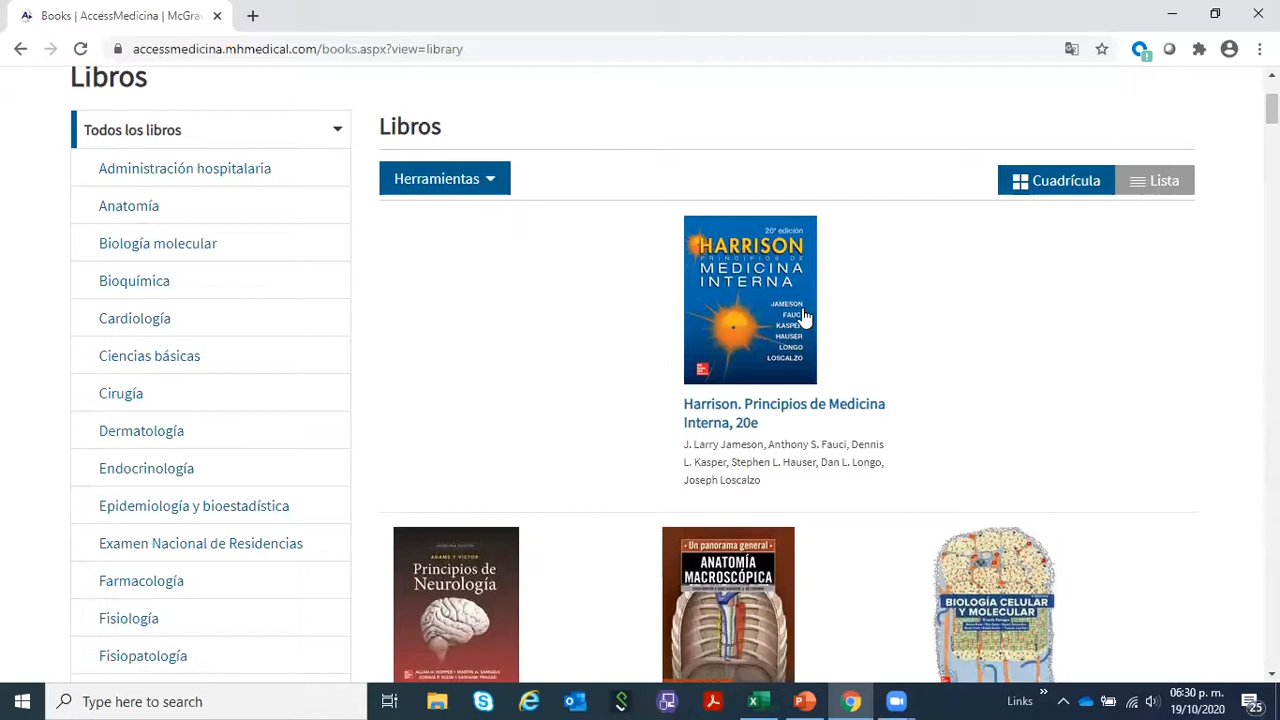 Books | AccessMedicina | McGra
accessmedicina.mhmedical.com/books.aspx?view=library
Libros
Todos los libros
Administración hospitalaria
Anatomía
Biología molecular
Bioquímica
Cardiología
Ciencias básicas
Cirugía
Dermatología
Endocrinología
Epidemiología y bioestadística
Examen Nacional de Residencias
Farmacología
Fisiología
Fisiopatología
Libros
Herramientas
Cuadrícula
Lista
20ª edición
HARRISON
PRINCIPIOS DE
MEDICINA
INTERNA
JAMESON
FAUCI
KASPER
HAUSER
LONGO
LOSCALZO
Harrison. Principios de Medicina
Interna, 20e
J. Larry Jameson, Anthony S. Fauci, Dennis
L. Kasper, Stephen L. Hauser, Dan L. Longo,
Joseph Loscalzo
ADAMS Y VICTOR
Principios de
Neurología
Un panorama general
ANATOMÍA
MACROSCÓPICA
BIOLOGÍA CELULAR
Y MOLECULAR
Type here to search
Links
06:30 p. m.
19/10/2020
25